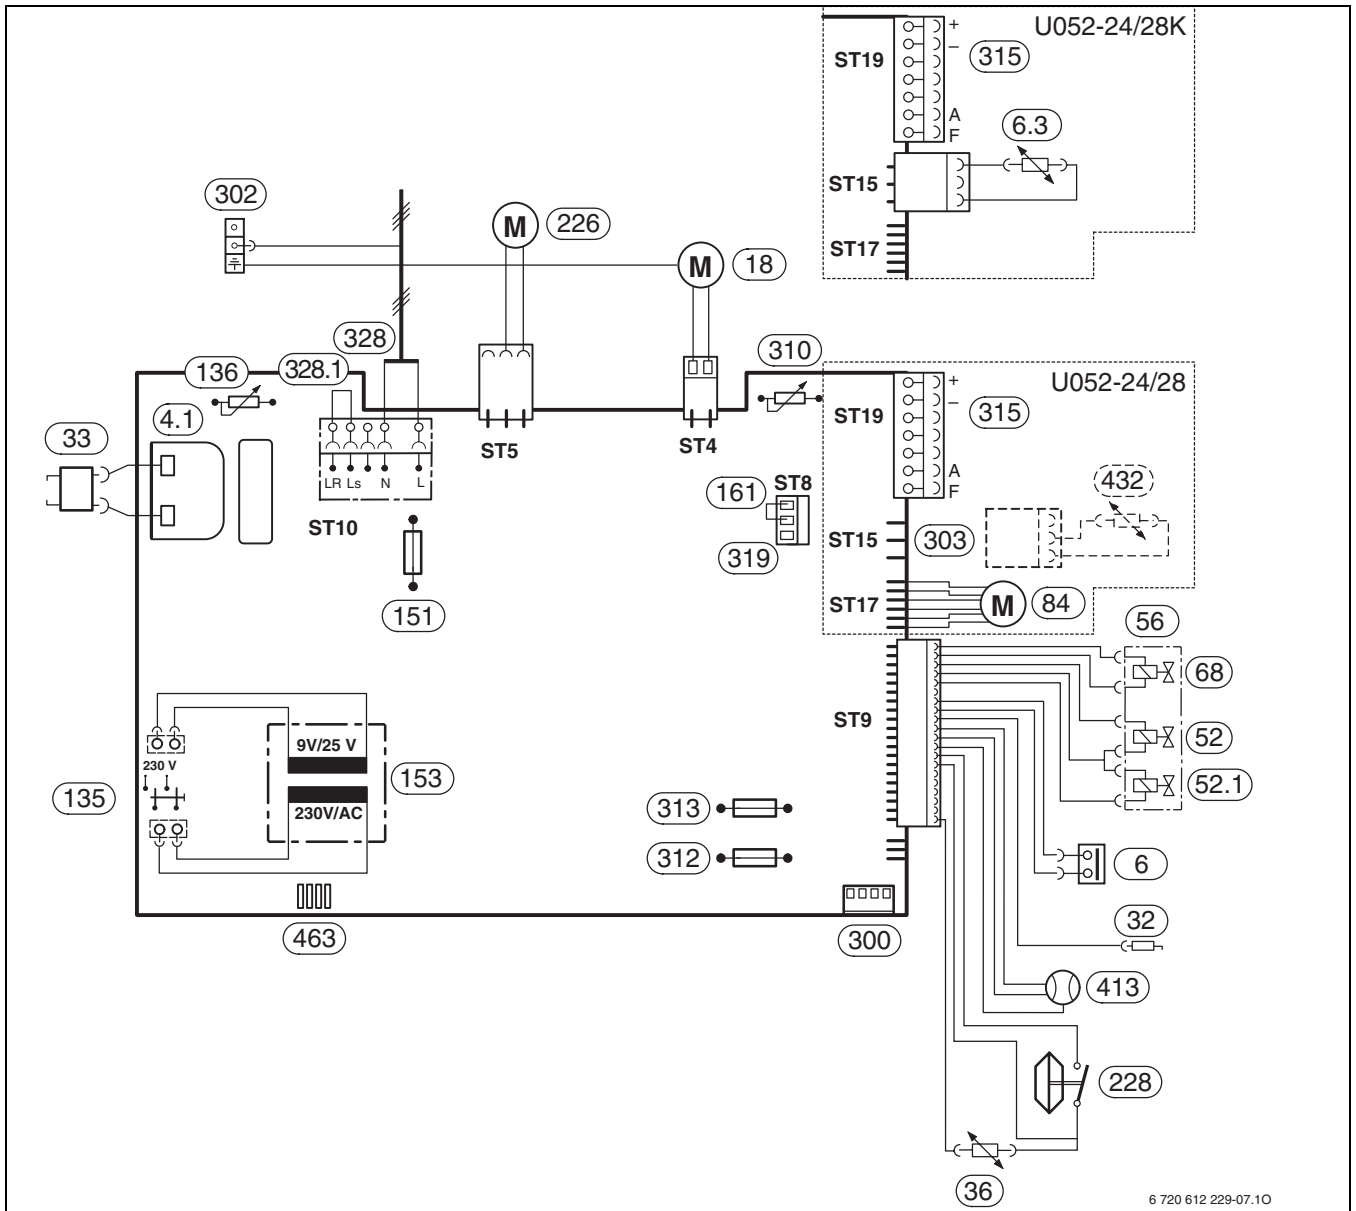 U052-24/28K
+
–
ST19
315
A
F
6.3
ST15
ST17
302
M
226
M
18
328
310
136
328.1
4.1
33
LR Ls N L
ST10
ST5
ST4
U052-24/28
+
–
ST19
315
A
F
432
161
ST8
319
ST15
303
ST17
M
84
151
56
68
ST9
52
52.1
9V/25 V
230 V
135
153
230V/AC
313
312
6
463
300
32
413
228
36
6 720 612 229-07.1O